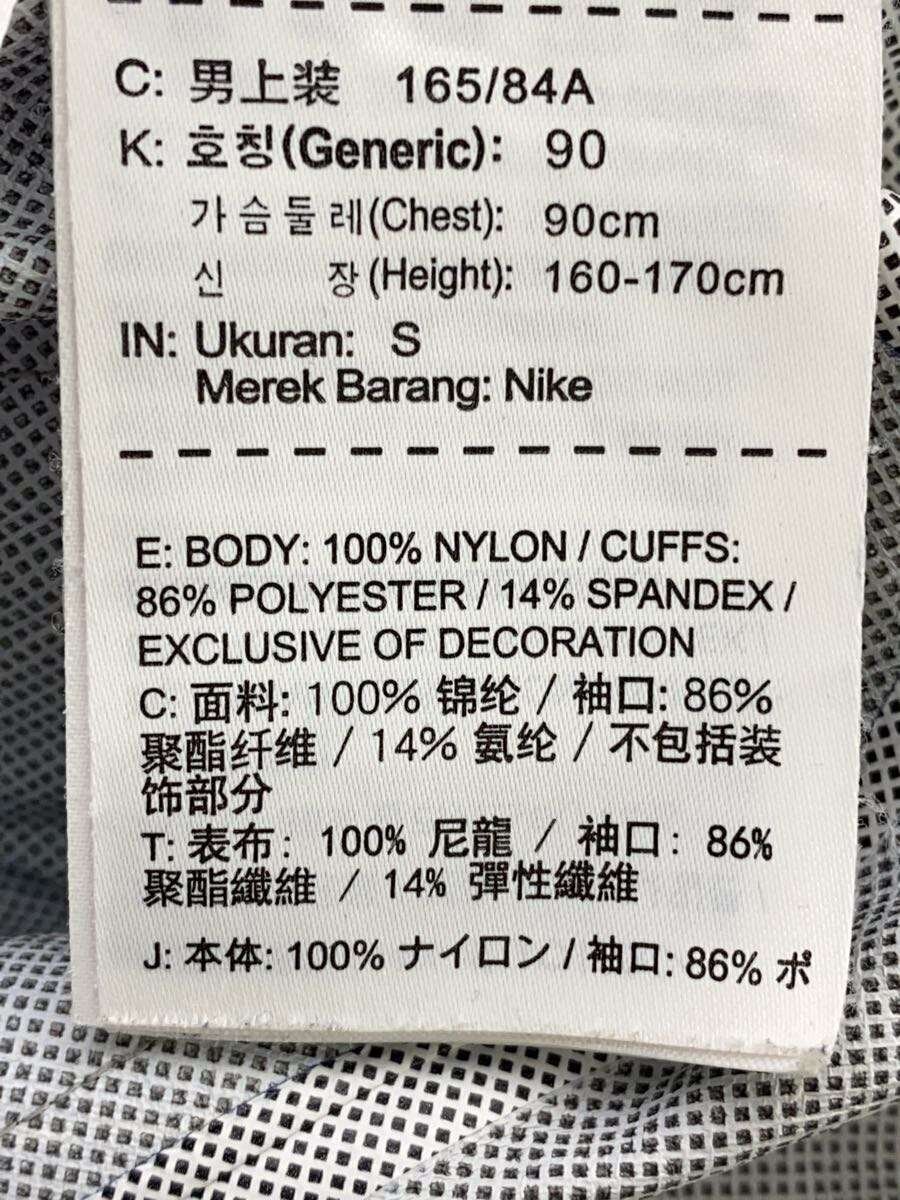 C: 男上装 165/84A
K: 호칭(Generic): 90
가슴둘레(Chest): 90cm
신 장(Height): 160-170cm
IN: Ukuran: S
Merek Barang: Nike
E: BODY: 100% NYLON / CUFFS:
86% POLYESTER / 14% SPANDEX /
EXCLUSIVE OF DECORATION
C: 面料: 100% 锦纶 / 袖口: 86%
聚酯纤维 / 14% 氨纶 / 不包括装
饰部分
T: 表布: 100% 尼龍 / 袖口: 86%
聚酯纖維 / 14% 彈性纖維
J: 本体: 100% ナイロン / 袖口: 86% ポ